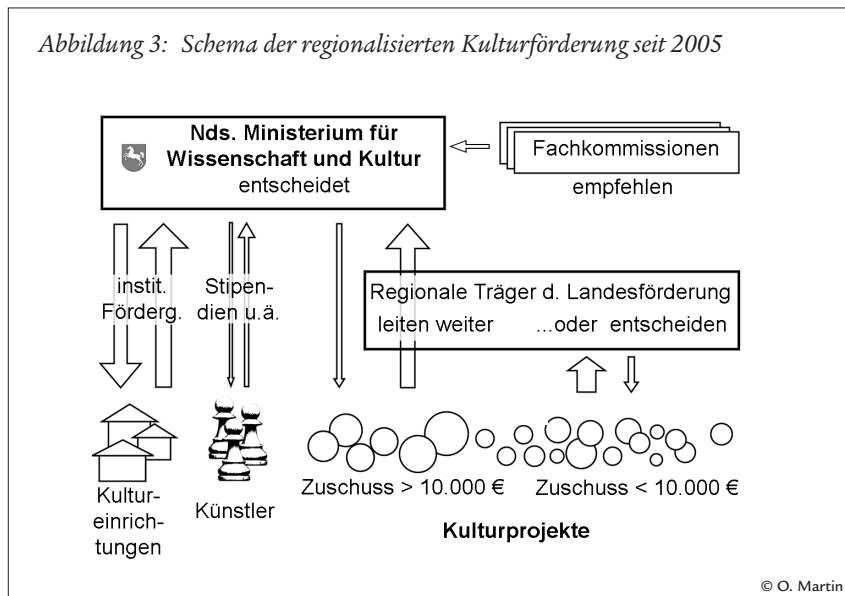 Abbildung 3: Schema der regionalisierten Kulturförderung seit 2005
Nds. Ministerium für
Wissenschaft und Kultur
entscheidet
Fachkommissionen
empfehlen
instit.
Förderg.
Stipen-
dien u.ä.
Regionale Träger d. Landesförderung
leiten weiter ...oder entscheiden
Kultur-
einrich-
tungen
Künstler
Zuschuss > 10.000 €
Zuschuss < 10.000 €
Kulturprojekte
© O. Martin